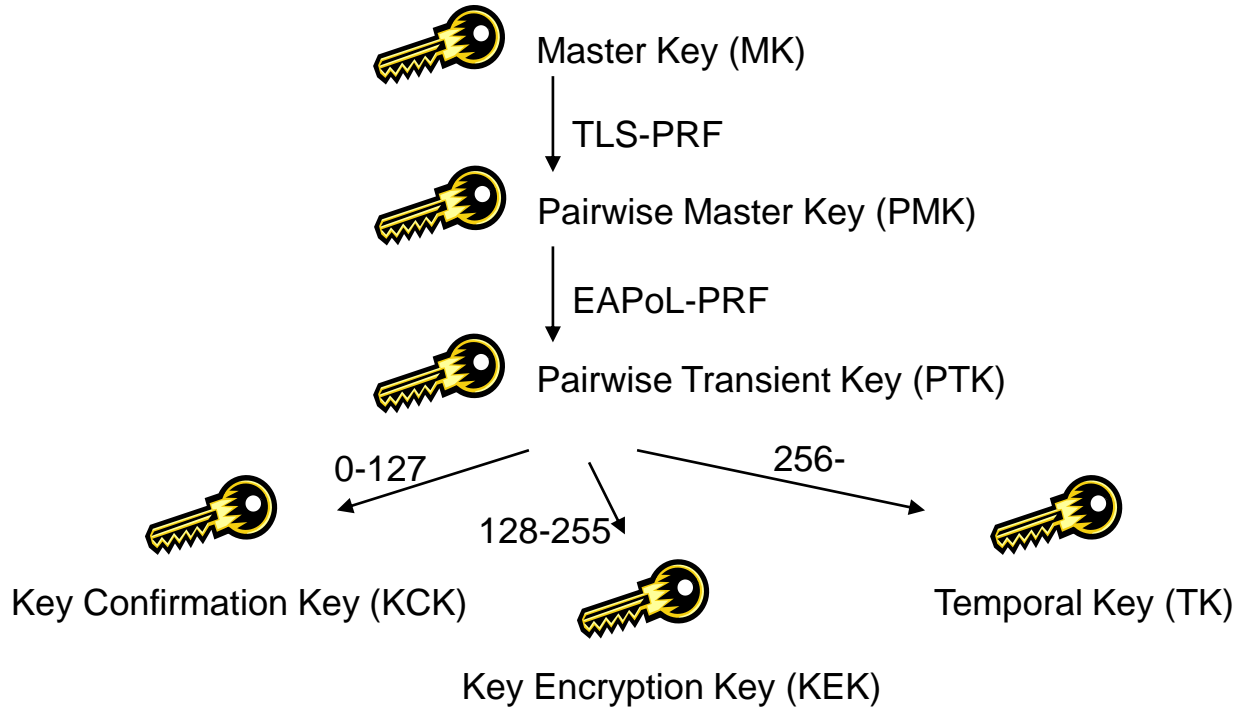 Master Key (MK)
TLS-PRF
Pairwise Master Key (PMK)
EAPoL-PRF
Pairwise Transient Key (PTK)
0-127
256-
128-255
Key Confirmation Key (KCK)
Temporal Key (TK)
Key Encryption Key (KEK)